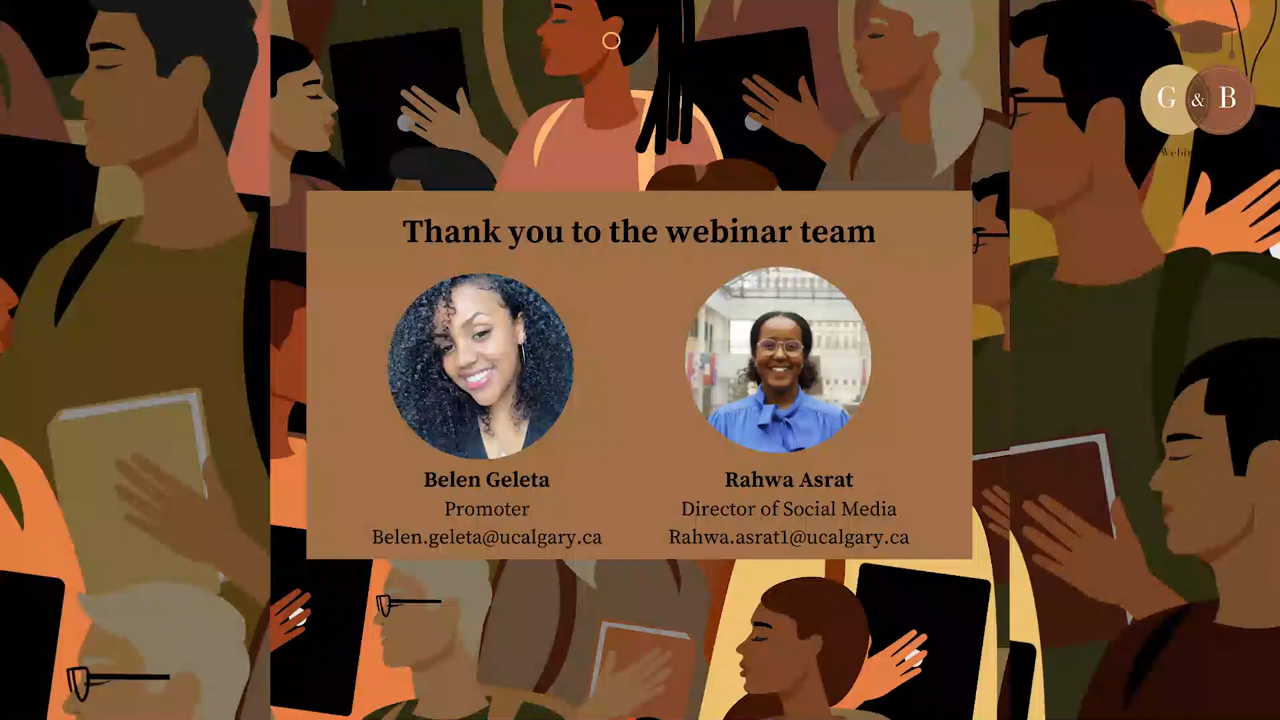 G & B
Thank you to the webinar team
Belen Geleta
Promoter
Belen.geleta@ucalgary.ca
Rahwa Asrat
Director of Social Media
Rahwa.asrat1@ucalgary.ca